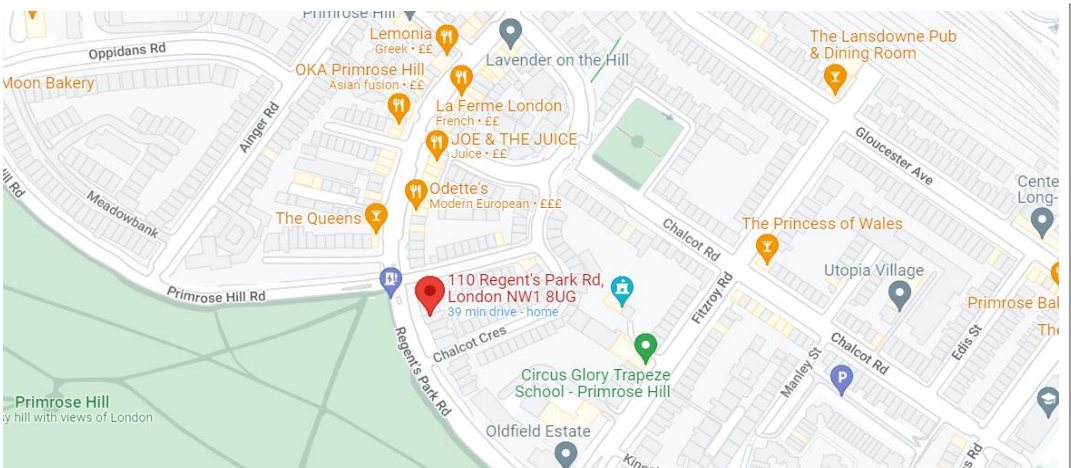 Primrose Hill
Lemonia
Greek • ££
Oppidans Rd
Lavender on the Hill
The Lansdowne Pub
& Dining Room
Moon Bakery
OKA Primrose Hill
Asian fusion • ££
La Ferme London
French • ££
Ainger Rd
JOE & THE JUICE
Juice • ££
Gloucester Ave
Meadowbank
Odette's
Modern European • £££
The Queens
Chalcot Rd
The Princess of Wales
Utopia Village
Primrose Hill Rd
110 Regent's Park Rd,
London NW1 8UG
39 min drive - home
Fitzroy Rd
Regent's Park Rd
Chalcot Cres
Chalcot Rd
Edis St
Manley St
P
Circus Glory Trapeze
School - Primrose Hill
Primrose Hill
hill with views of London
Oldfield Estate